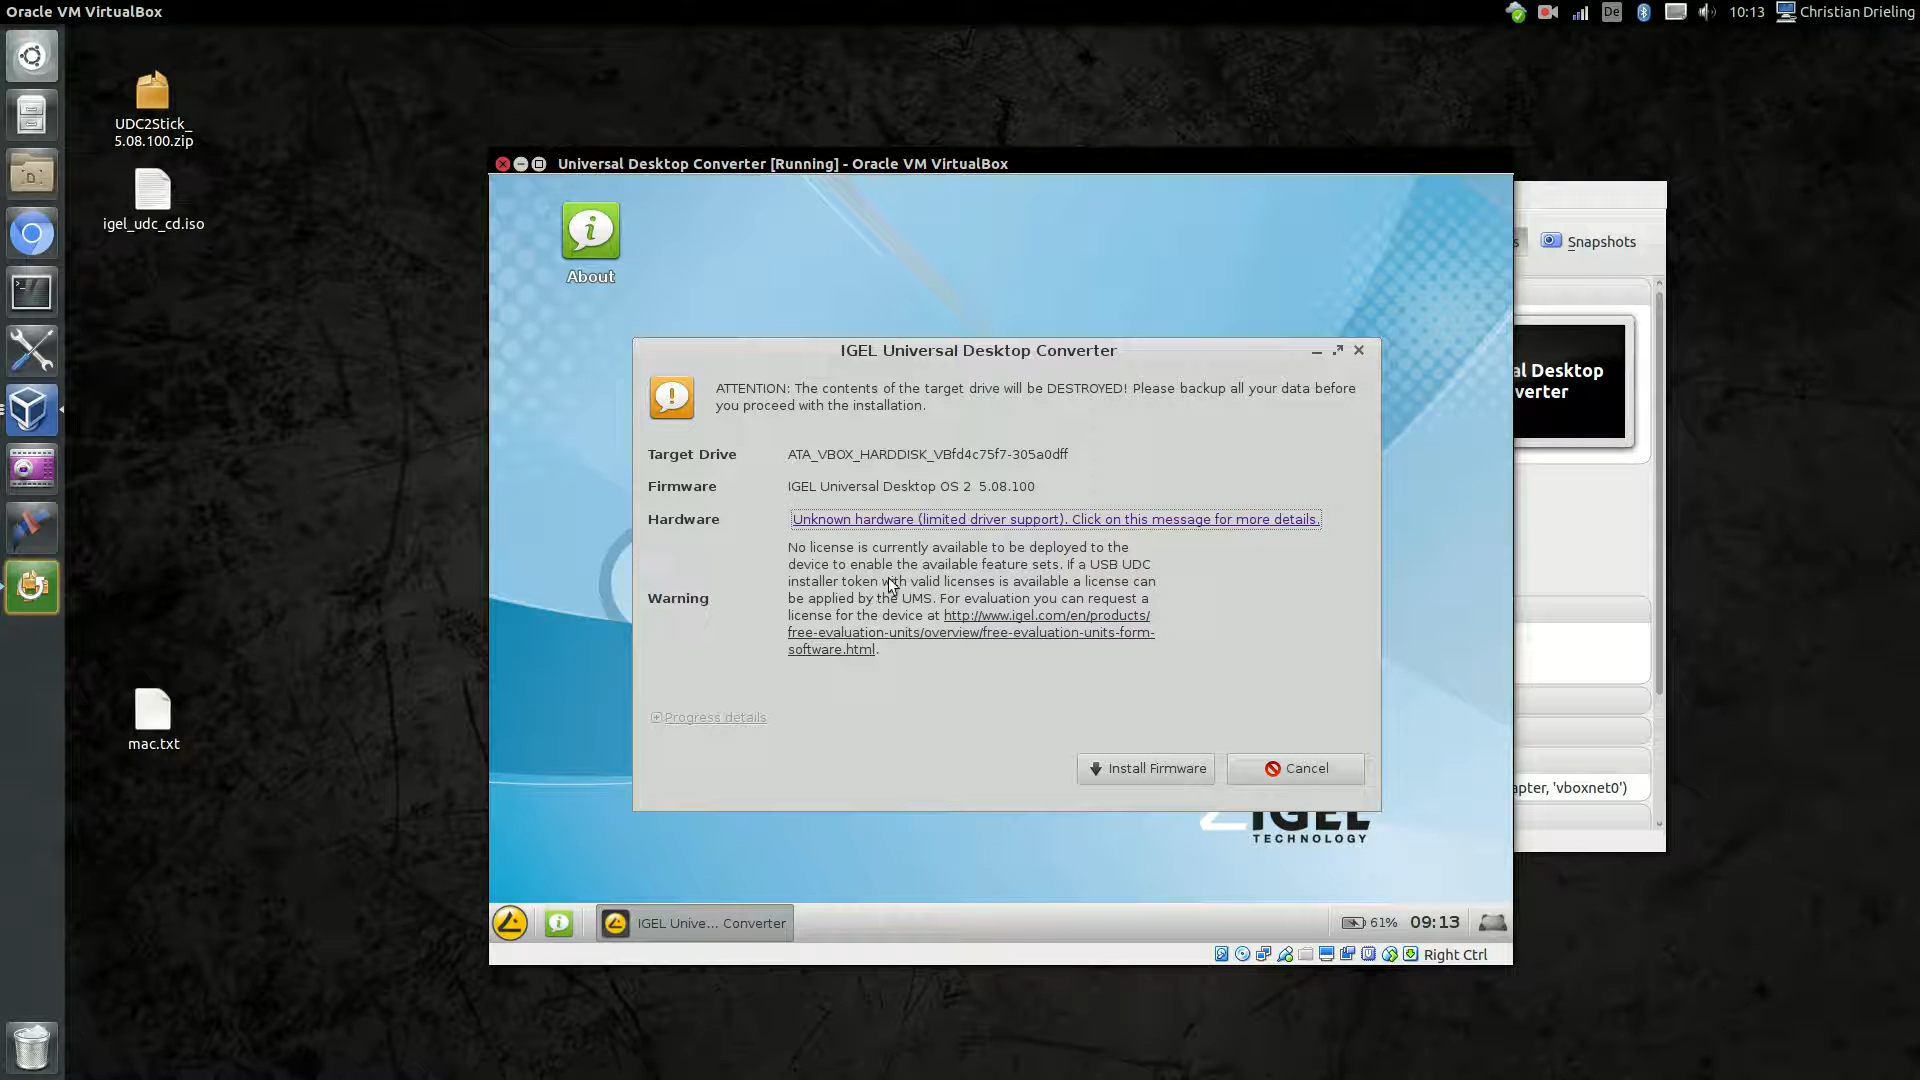 Oracle VM VirtualBox
De
10:13
Christian Drieling
UDC2Stick_
5.08.100.zip
igel_udc_cd.iso
mac.txt
Universal Desktop Converter [Running] - Oracle VM VirtualBox
About
IGEL Universal Desktop Converter
ATTENTION: The contents of the target drive will be DESTROYED! Please backup all your data before
you proceed with the installation.
Target Drive
ATA_VBOX_HARDDISK_VBfd4c75f7-305a0dff
Firmware
IGEL Universal Desktop OS 2 5.08.100
Hardware
Unknown hardware (limited driver support). Click on this message for more details.
Warning
No license is currently available to be deployed to the
device to enable the available feature sets. If a USB UDC
installer token with valid licenses is available a license can
be applied by the UMS. For evaluation you can request a
license for the device at http://www.igel.com/en/products/
free-evaluation-units/overview/free-evaluation-units-form-
software.html.
Progress details
Install Firmware
Cancel
IGEL
TECHNOLOGY
IGEL Unive... Converter
61%
09:13
Right Ctrl
s
Snapshots
al Desktop
verter
apter, 'vboxnet0')